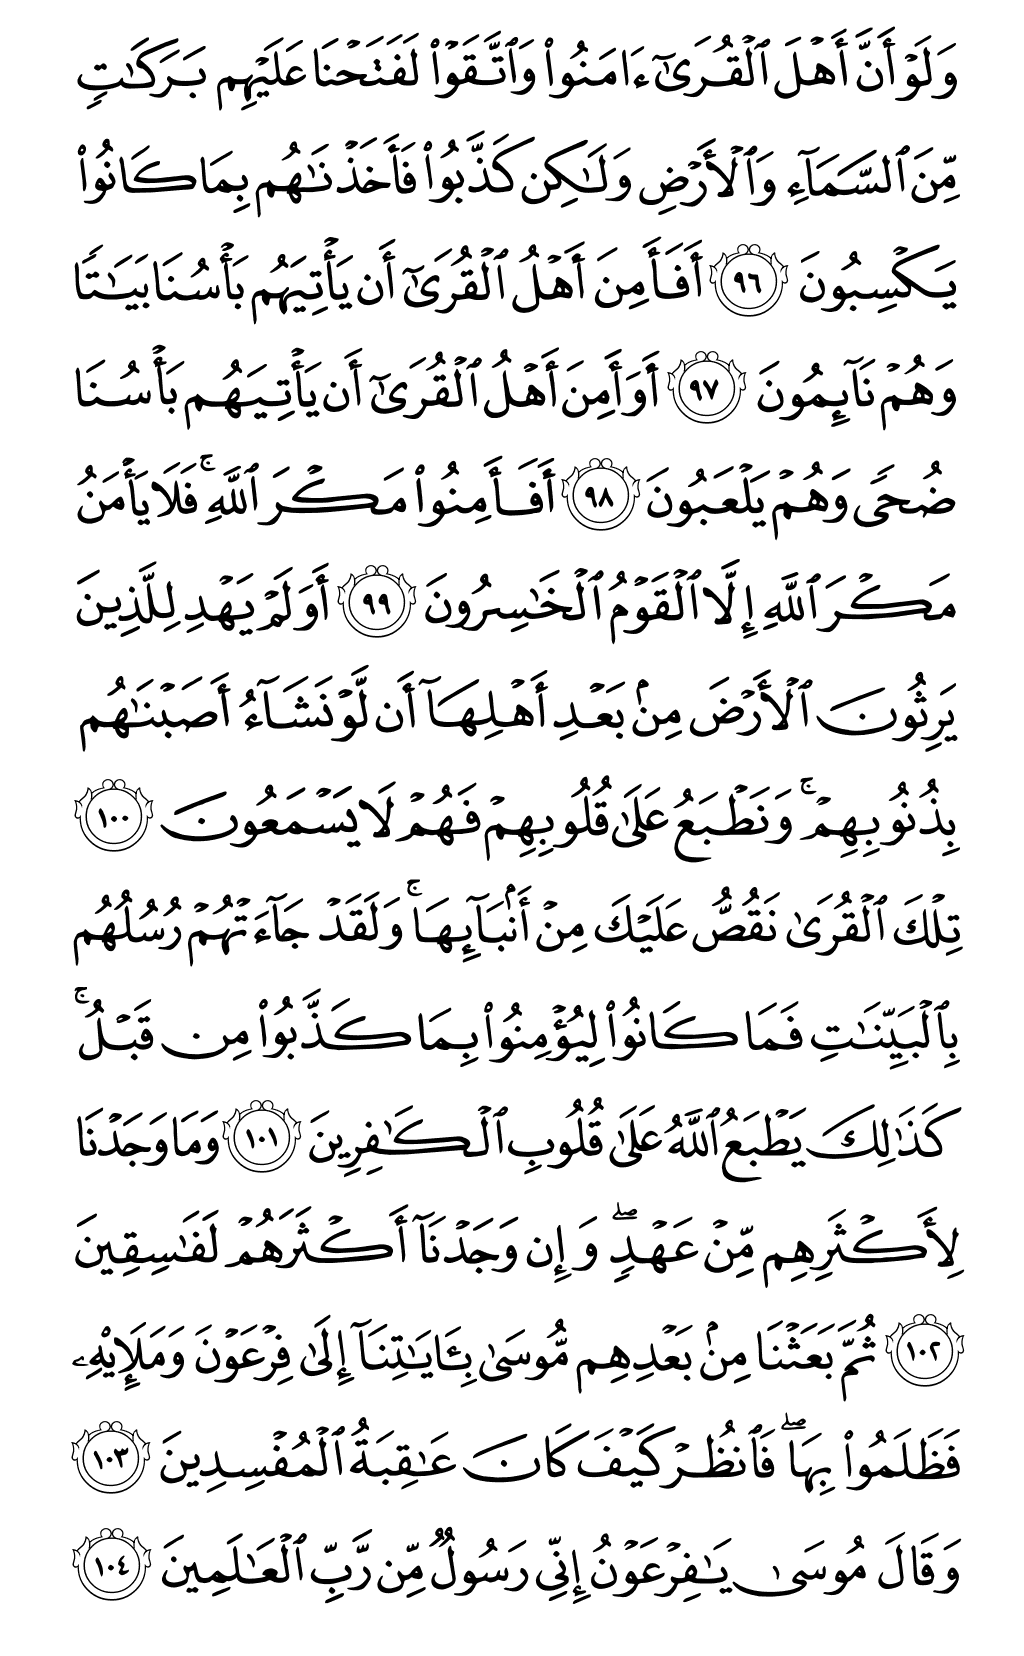 وَلَوۡ أَنَّ أَهۡلَ ٱلۡقُرَىٰٓ ءَامَنُواْ وَٱتَّقَوۡاْ لَفَتَحۡنَا عَلَيۡهِم بَرَكَٰتٖ
مِّنَ ٱلسَّمَآءِ وَٱلۡأَرۡضِ وَلَٰكِن كَذَّبُواْ فَأَخَذۡنَٰهُم بِمَا كَانُواْ
يَكۡسِبُونَ ٩٦ أَفَأَمِنَ أَهۡلُ ٱلۡقُرَىٰٓ أَن يَأۡتِيَهُم بَأۡسُنَا بَيَٰتٗا
وَهُمۡ نَآئِمُونَ ٩٧ أَوَأَمِنَ أَهۡلُ ٱلۡقُرَىٰٓ أَن يَأۡتِيَهُم بَأۡسُنَا
ضُحٗى وَهُمۡ يَلۡعَبُونَ ٩٨ أَفَأَمِنُواْ مَكۡرَ ٱللَّهِۚ فَلَا يَأۡمَنُ
مَكۡرَ ٱللَّهِ إِلَّا ٱلۡقَوۡمُ ٱلۡخَٰسِرُونَ ٩٩ أَوَلَمۡ يَهۡدِ لِلَّذِينَ
يَرِثُونَ ٱلۡأَرۡضَ مِنۢ بَعۡدِ أَهۡلِهَآ أَن لَّوۡ نَشَآءُ أَصَبۡنَٰهُم
بِذُنُوبِهِمۡۚ وَنَطۡبَعُ عَلَىٰ قُلُوبِهِمۡ فَهُمۡ لَا يَسۡمَعُونَ ١٠٠
تِلۡكَ ٱلۡقُرَىٰ نَقُصُّ عَلَيۡكَ مِنۡ أَنۢبَآئِهَاۚ وَلَقَدۡ جَآءَتۡهُمۡ رُسُلُهُم
بِٱلۡبَيِّنَٰتِ فَمَا كَانُواْ لِيُؤۡمِنُواْ بِمَا كَذَّبُواْ مِن قَبۡلُۚ
كَذَٰلِكَ يَطۡبَعُ ٱللَّهُ عَلَىٰ قُلُوبِ ٱلۡكَٰفِرِينَ ١٠١ وَمَا وَجَدۡنَا
لِأَكۡثَرِهِم مِّنۡ عَهۡدٖۖ وَإِن وَجَدۡنَآ أَكۡثَرَهُمۡ لَفَٰسِقِينَ
١٠٢ ثُمَّ بَعَثۡنَا مِنۢ بَعۡدِهِم مُّوسَىٰ بِـَٔايَٰتِنَآ إِلَىٰ فِرۡعَوۡنَ وَمَلَإِيْهِۦ
فَظَلَمُواْ بِهَاۖ فَٱنظُرۡ كَيۡفَ كَانَ عَٰقِبَةُ ٱلۡمُفۡسِدِينَ ١٠٣
وَقَالَ مُوسَىٰ يَٰفِرۡعَوۡنُ إِنِّي رَسُولٞ مِّن رَّبِّ ٱلۡعَٰلَمِينَ ١٠٤